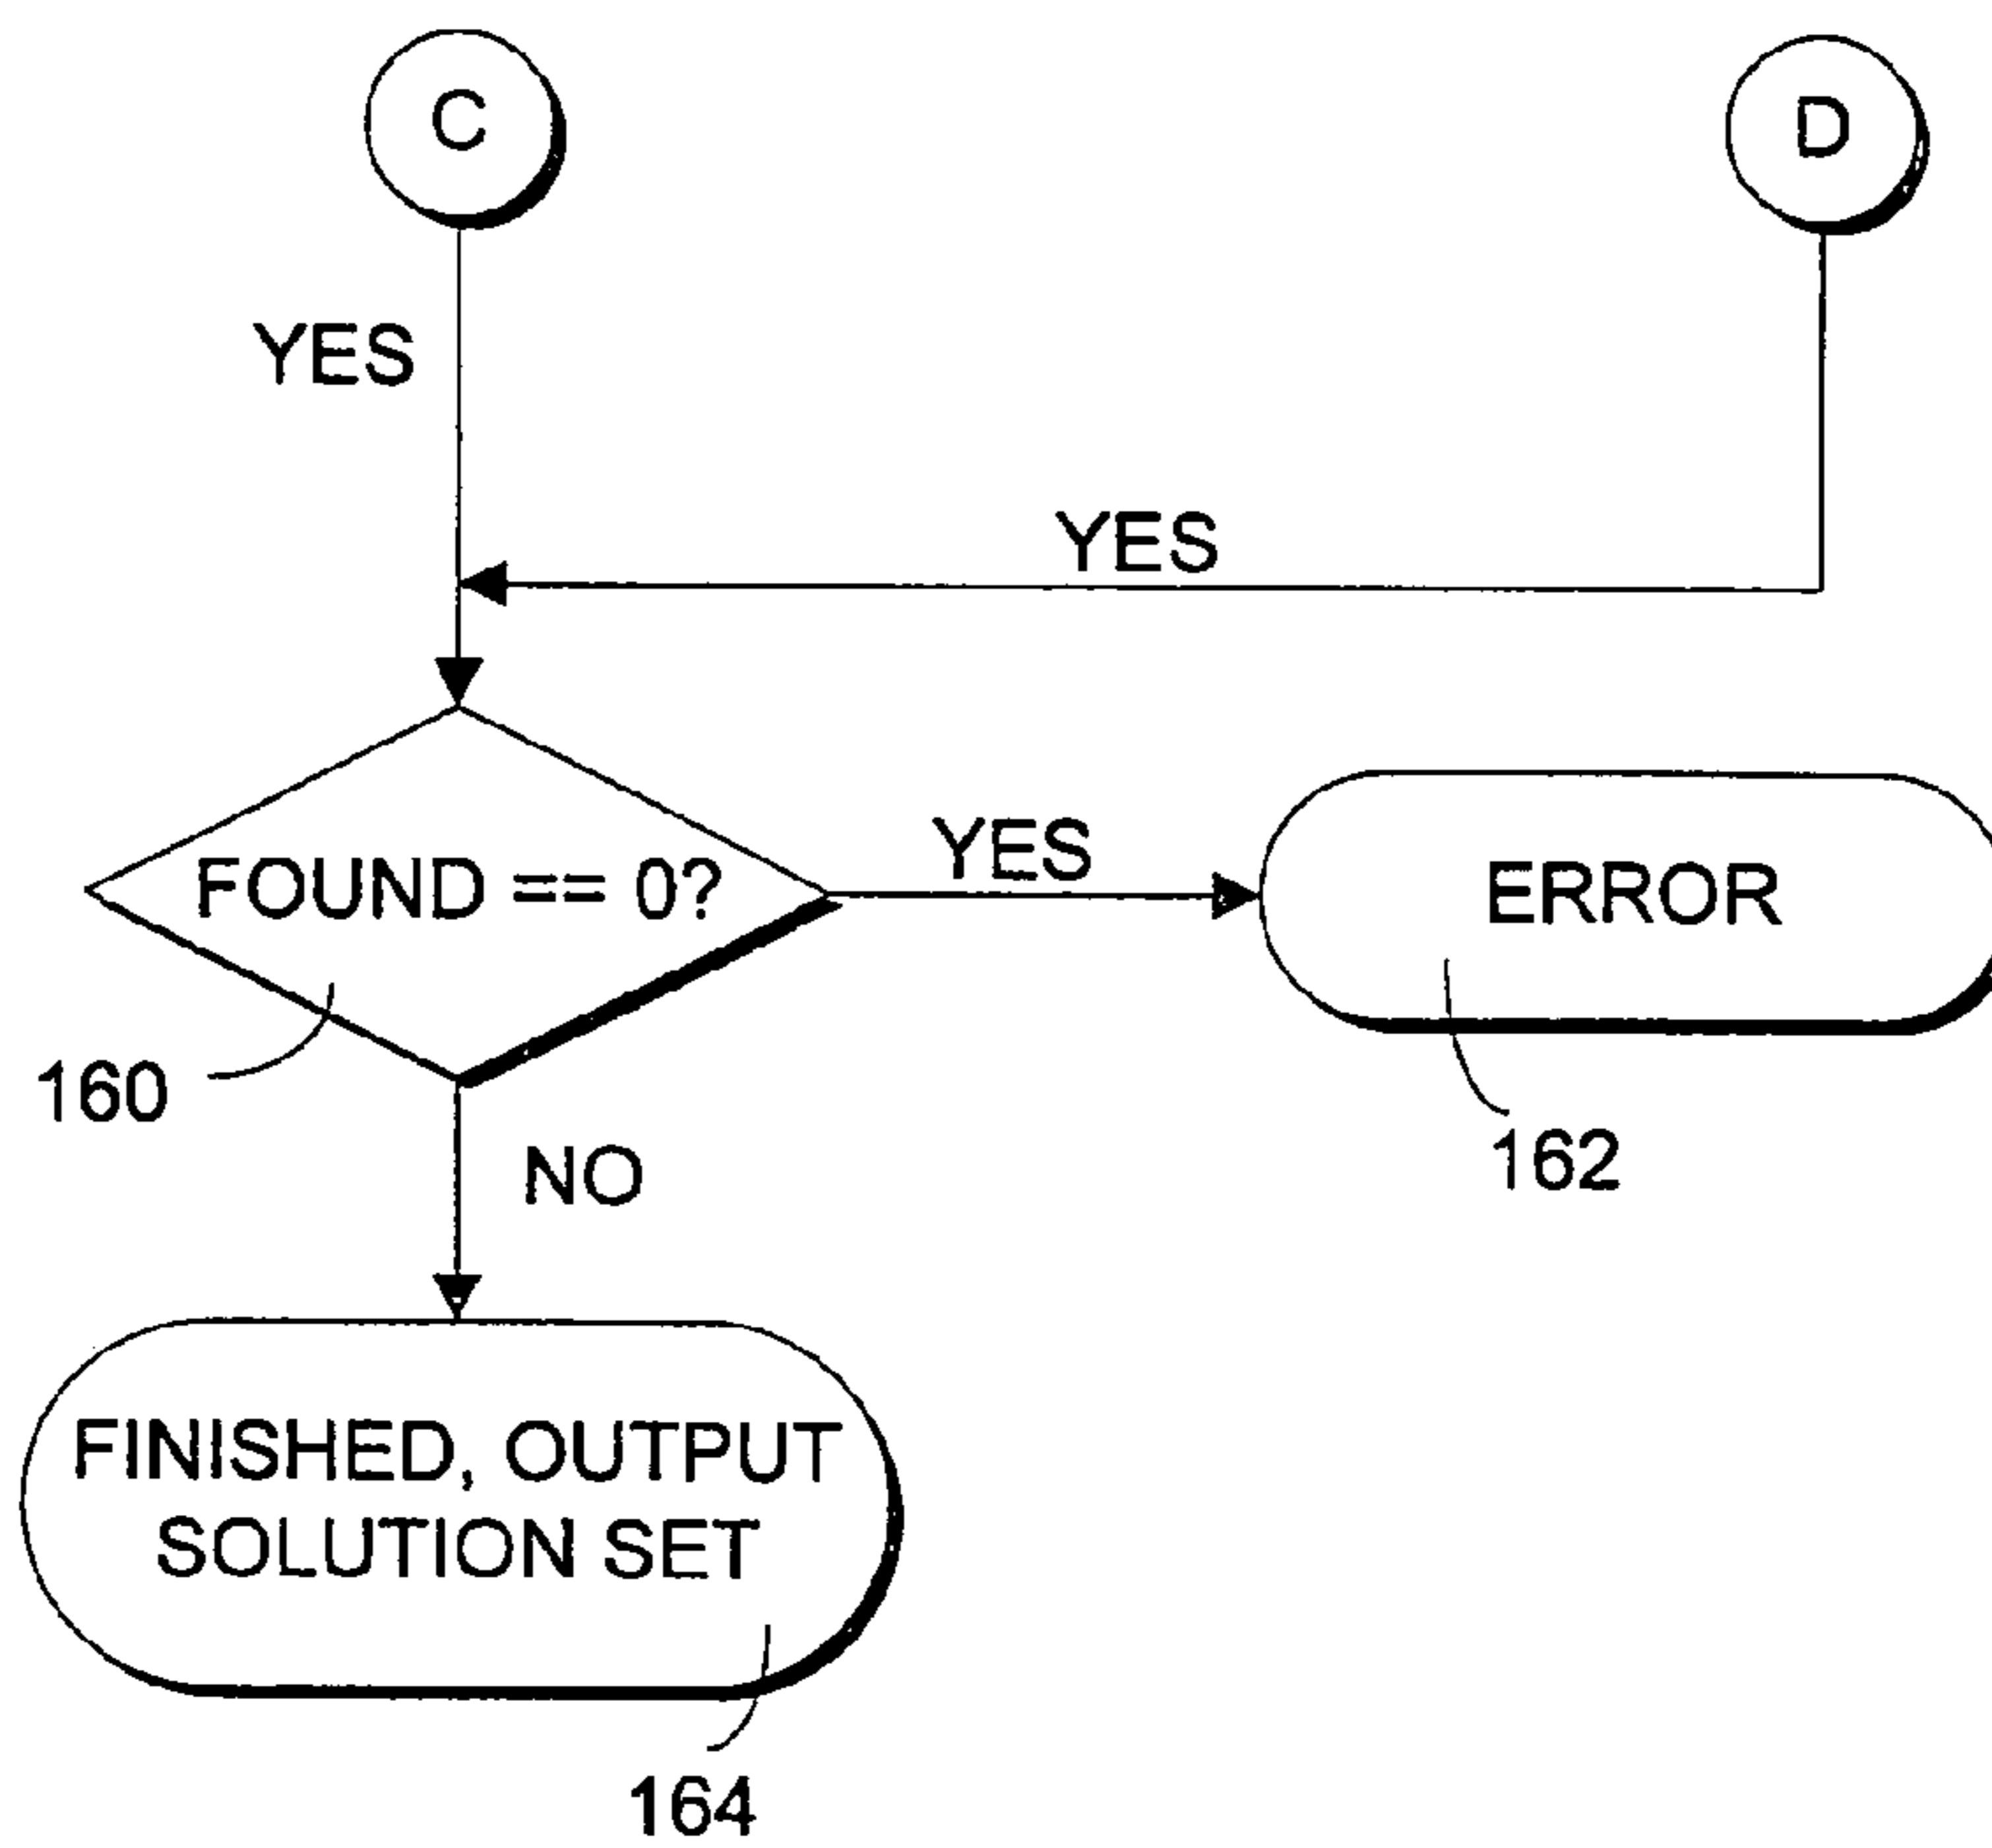 C
D
YES
YES
FOUND == 0?
YES
ERROR
160
162
NO
FINISHED, OUTPUT
SOLUTION SET
164